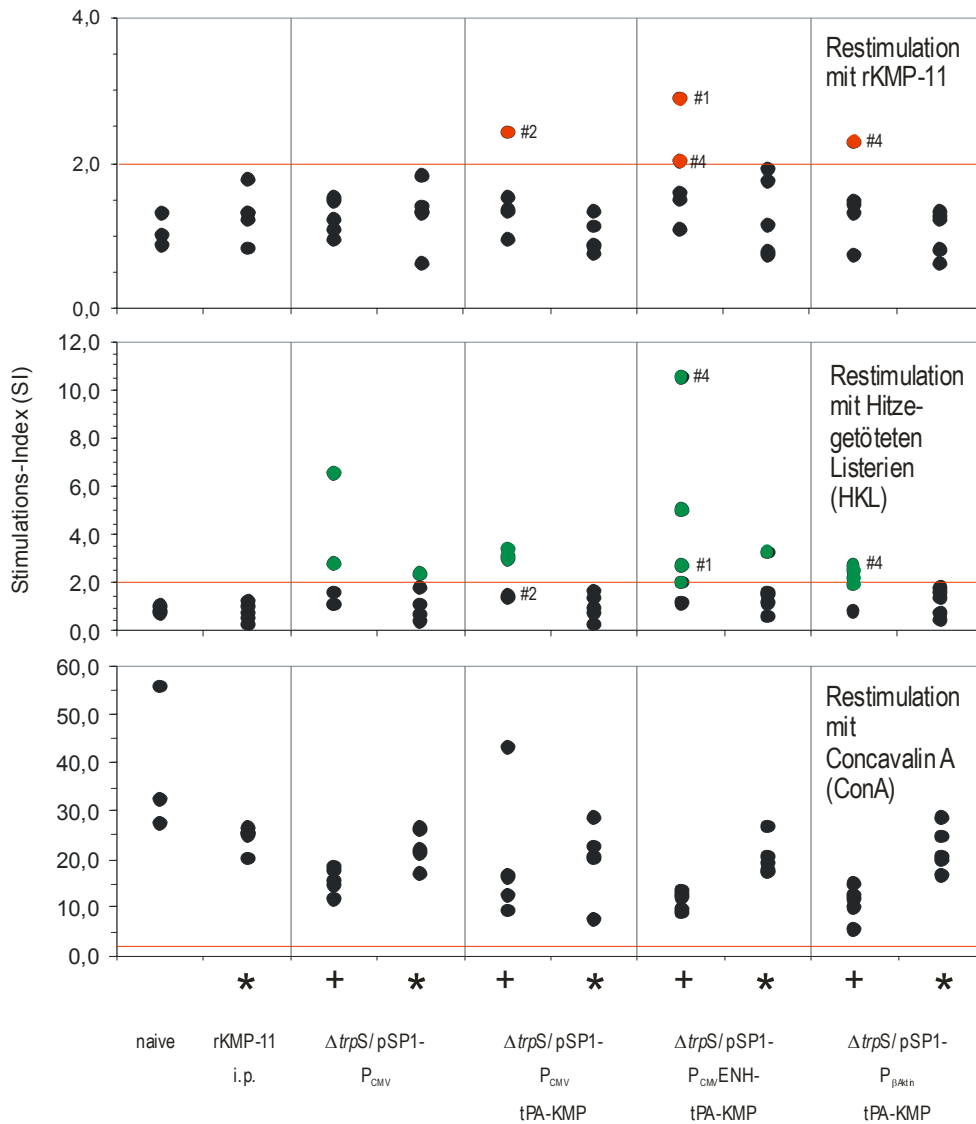 4,0
2,0
0,0
Restimulation
mit rKMP-11
#2
#1
#4
#4
Stimulations-Index (SI)
12,0
10,0
8,0
6,0
4,0
2,0
0,0
Restimulation
mit Hitze-
getöteten
Listerien
(HKL)
#4
#1
#2
#4
60,0
50,0
40,0
30,0
20,0
10,0
0,0
Restimulation
mit
Concavalin A
(ConA)
* + * + * + * + *
naive rKMP-11 ΔtrpS/ pSP1- ΔtrpS/ pSP1- ΔtrpS/ pSP1- ΔtrpS/ pSP1-
i.p. PCMV PCMV PCMVENH- PβAktin
tPA-KMP tPA-KMP tPA-KMP